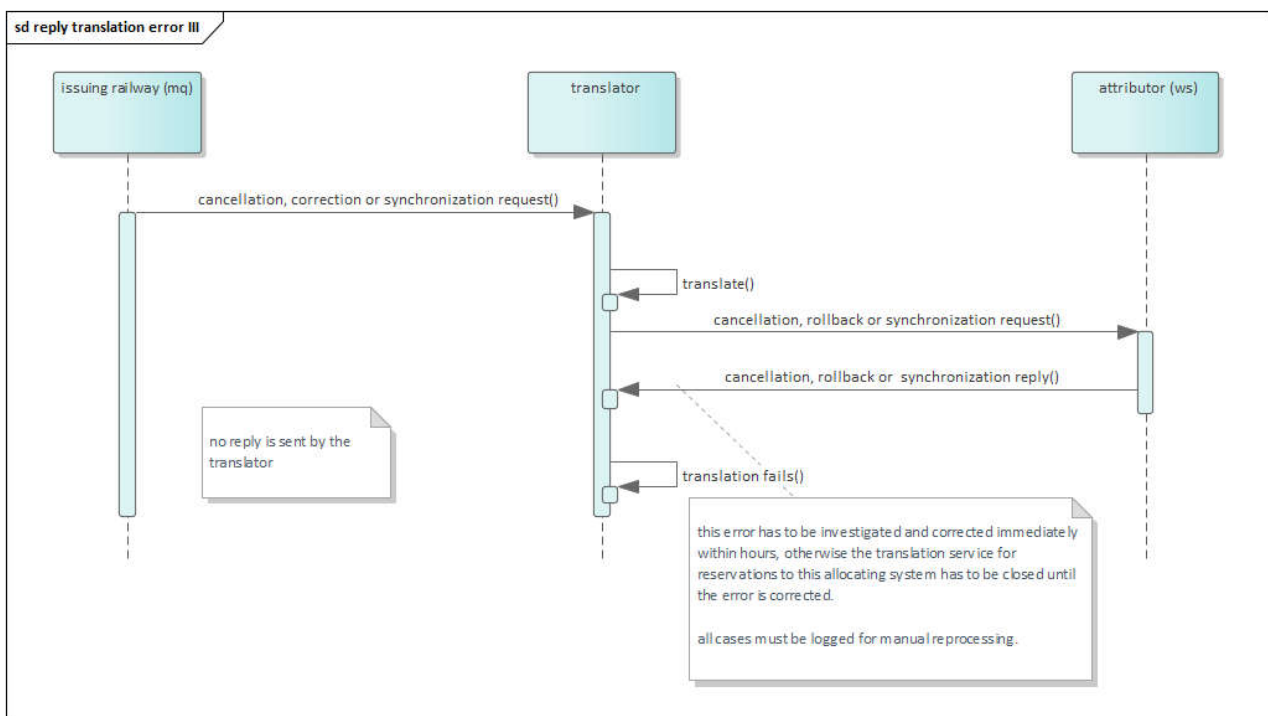 sd reply translation error III
issuing railway (mq)
translator
attributor (ws)
cancellation, correction or synchronization request()
translate()
cancellation, rollback or synchronization request()
cancellation, rollback or  synchronization reply()
no reply is sent by the
translator
translation fails()
this error has to be investigated and corrected immediately
within hours, otherwise the translation service for
reservations to this allocating system has to be closed until
the error is corrected.
all cases must be logged for manual reprocessing.